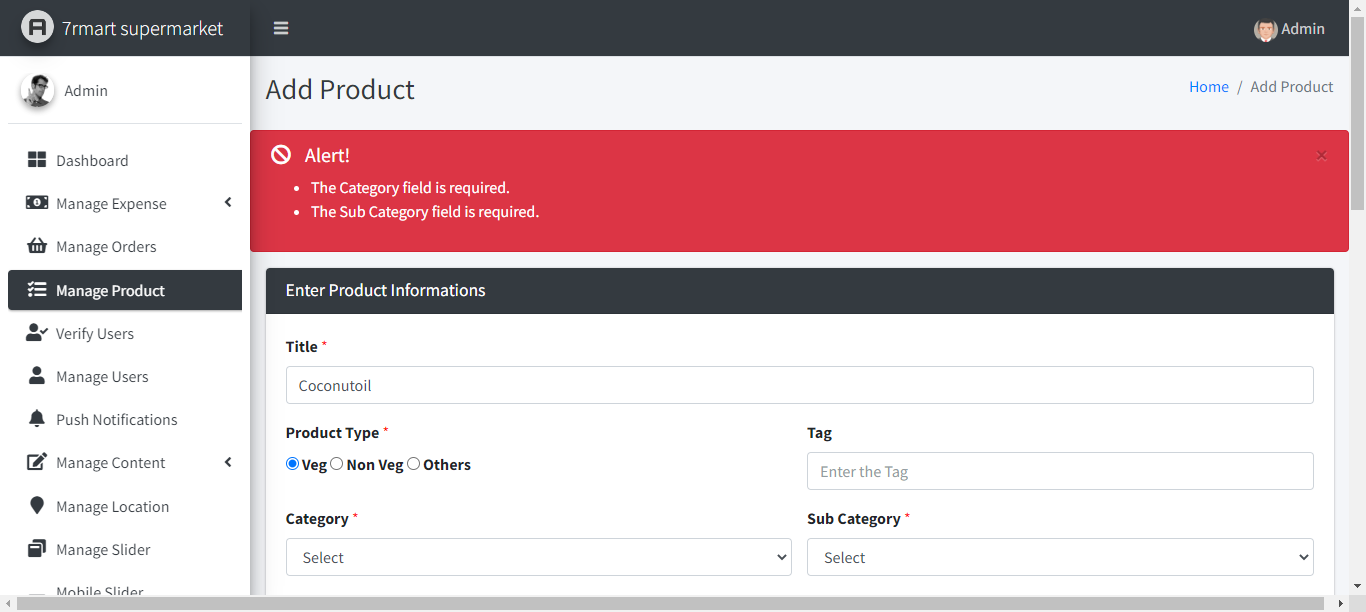 7rmart supermarket
Admin
Admin
Add Product
Home / Add Product
Dashboard
Manage Expense
Manage Orders
Manage Product
Verify Users
Manage Users
Push Notifications
Manage Content
Manage Location
Manage Slider
Mobile Slider
Alert!
×
• The Category field is required.
• The Sub Category field is required.
Enter Product Informations
Title *
Coconutoil
Product Type *
Veg Non Veg Others
Tag
Enter the Tag
Category *
Select
Sub Category *
Select